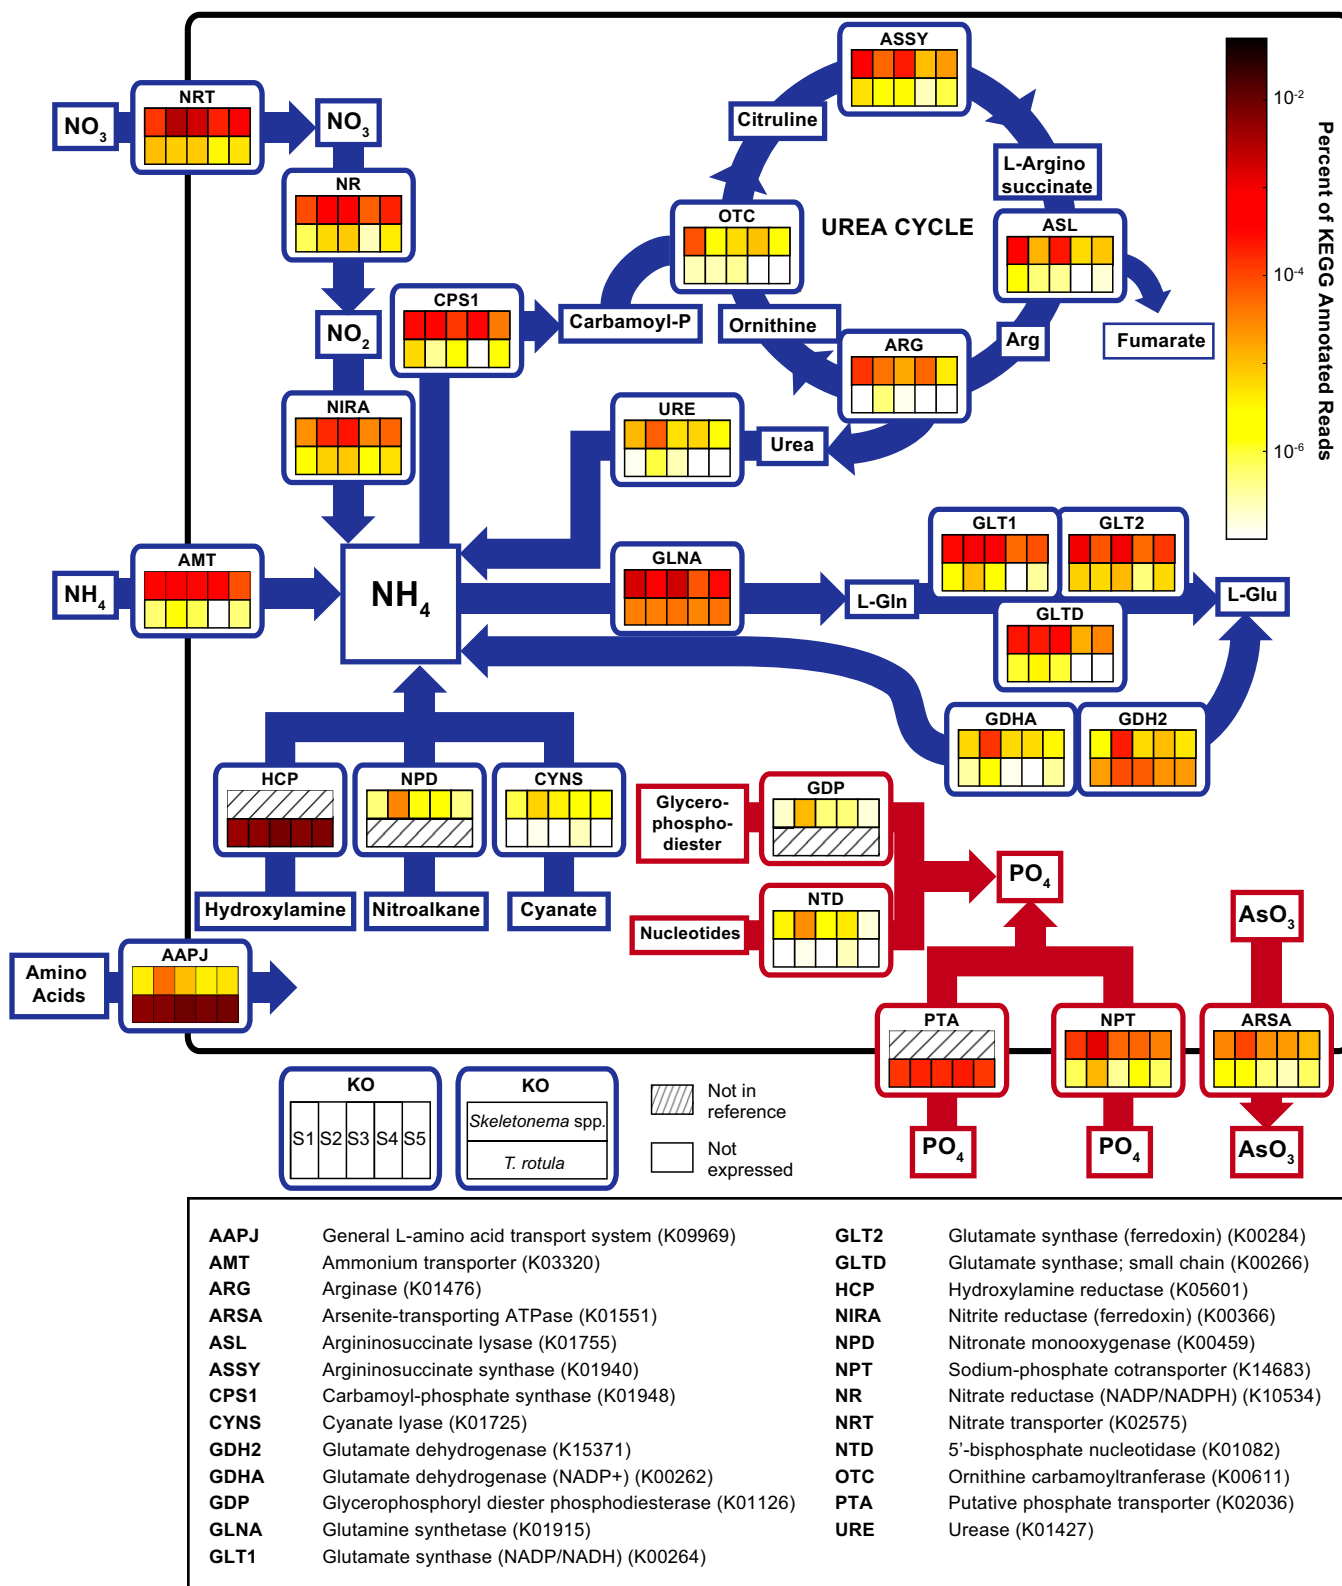 ASSY
NRT
NO3
NO3
Citruline
10-2
Percent of KEGG Annotated Reads
L-Argino
succinate
NR
OTC
UREA CYCLE
ASL
10-4
CPS1
Carbamoyl-P
Ornithine
Arg
Fumarate
NO2
ARG
NIRA
URE
Urea
10-6
GLT1
GLT2
AMT
GLNA
NH4
NH4
L-Gln
L-Glu
GLTD
GDHA
GDH2
HCP
NPD
CYNS
Glycero-
phospho-
diester
GDP
PO4
Hydroxylamine
Nitroalkane
Cyanate
Nucleotides
NTD
AsO3
Amino
Acids
AAPJ
PTA
NPT
ARSA
KO
S1 S2 S3 S4 S5
KO
Skeletonema spp.
T. rotula
Not in
reference
Not
expressed
PO4
PO4
AsO3
AAPJ General L-amino acid transport system (K09969)
AMT Ammonium transporter (K03320)
ARG Arginase (K01476)
ARSA Arsenite-transporting ATPase (K01551)
ASL Argininosuccinate lysase (K01755)
ASSY Argininosuccinate synthase (K01940)
CPS1 Carbamoyl-phosphate synthase (K01948)
CYNS Cyanate lyase (K01725)
GDH2 Glutamate dehydrogenase (K15371)
GDHA Glutamate dehydrogenase (NADP+) (K00262)
GDP Glycerophosphoryl diester phosphodiesterase (K01126)
GLNA Glutamine synthetase (K01915)
GLT1 Glutamate synthase (NADP/NADH) (K00264)
GLT2 Glutamate synthase (ferredoxin) (K00284)
GLTD Glutamate synthase; small chain (K00266)
HCP Hydroxylamine reductase (K05601)
NIRA Nitrite reductase (ferredoxin) (K00366)
NPD Nitronate monooxygenase (K00459)
NPT Sodium-phosphate cotransporter (K14683)
NR Nitrate reductase (NADP/NADPH) (K10534)
NRT Nitrate transporter (K02575)
NTD 5’-bisphosphate nucleotidase (K01082)
OTC Ornithine carbamoyltranferase (K00611)
PTA Putative phosphate transporter (K02036)
URE Urease (K01427)